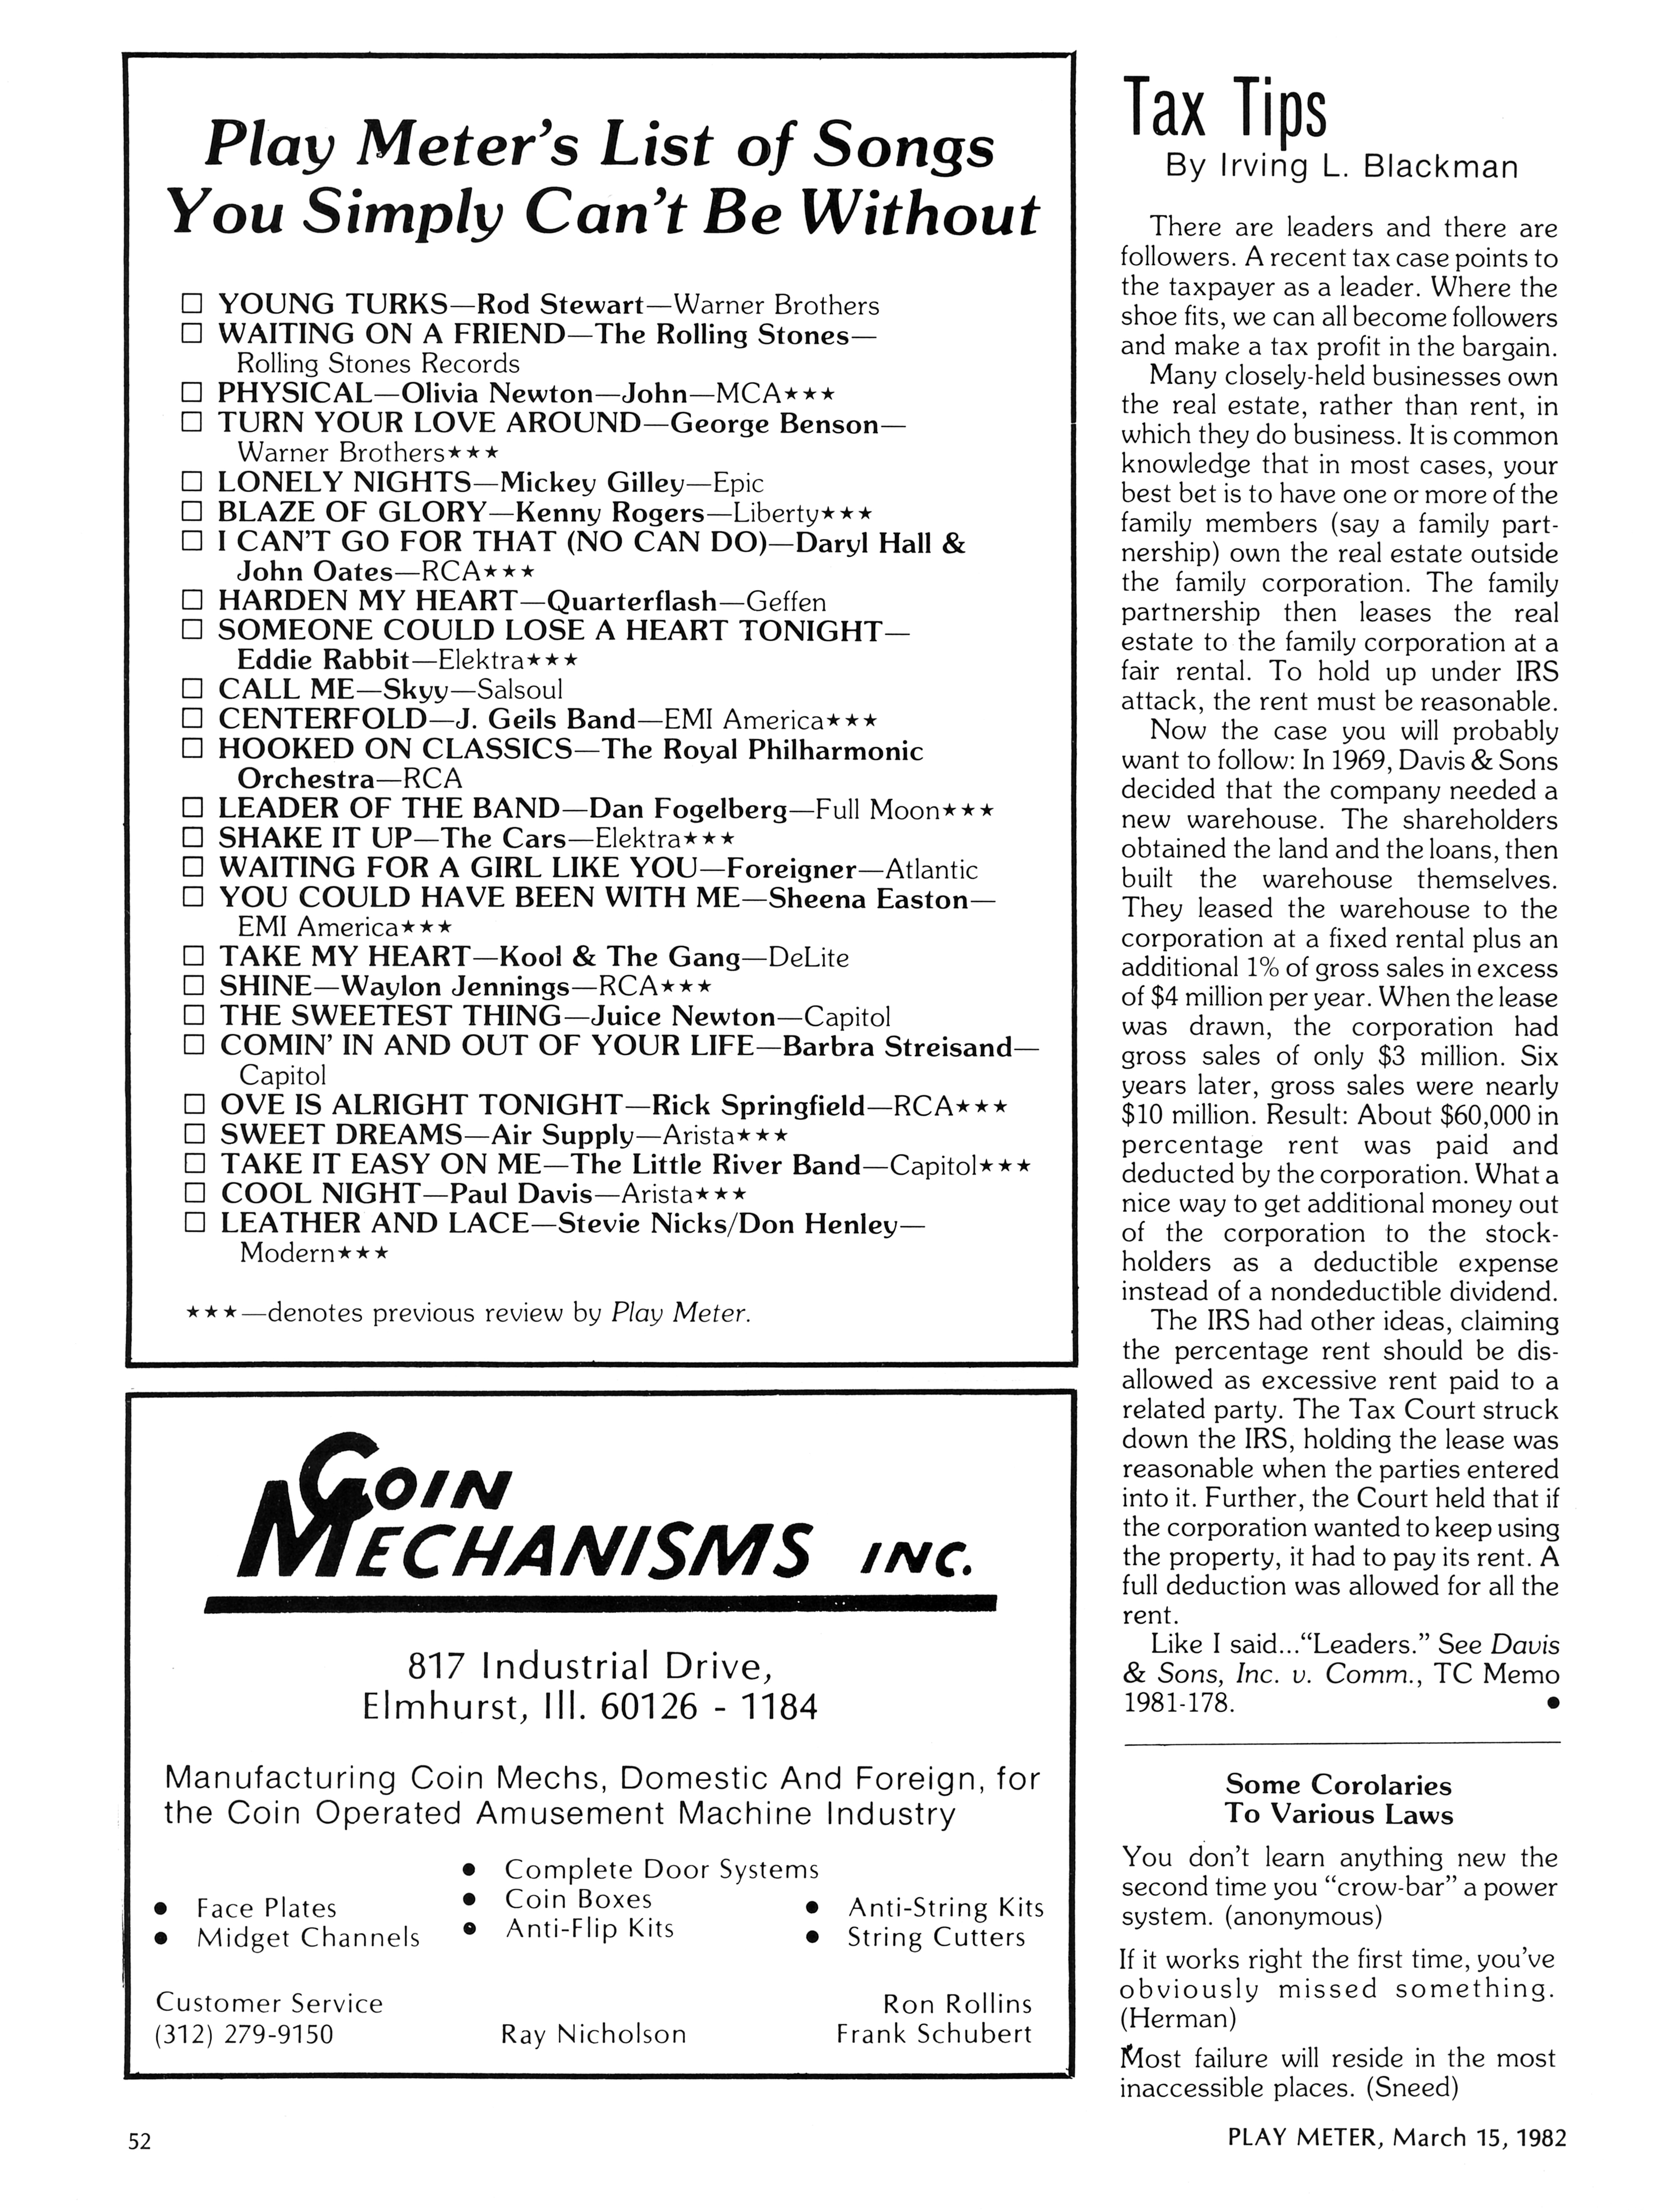 Play Meter's List of Songs
You Simply Can't Be Without
☐ YOUNG TURKS—Rod Stewart—Warner Brothers
☐ WAITING ON A FRIEND—The Rolling Stones—
Rolling Stones Records
☐ PHYSICAL—Olivia Newton—John—MCA★★★
☐ TURN YOUR LOVE AROUND—George Benson—
Warner Brothers★★★
☐ LONELY NIGHTS—Mickey Gilley—Epic
☐ BLAZE OF GLORY—Kenny Rogers—Liberty★★★
☐ I CAN'T GO FOR THAT (NO CAN DO)—Daryl Hall &
John Oates—RCA★★★
☐ HARDEN MY HEART—Quarterflash—Geffen
☐ SOMEONE COULD LOSE A HEART TONIGHT—
Eddie Rabbit—Elektra★★★
☐ CALL ME—Skyy—Salsoul
☐ CENTERFOLD—J. Geils Band—EMI America★★★
☐ HOOKED ON CLASSICS—The Royal Philharmonic
Orchestra—RCA
☐ LEADER OF THE BAND—Dan Fogelberg—Full Moon★★★
☐ SHAKE IT UP—The Cars—Elektra★★★
☐ WAITING FOR A GIRL LIKE YOU—Foreigner—Atlantic
☐ YOU COULD HAVE BEEN WITH ME—Sheena Easton—
EMI America★★★
☐ TAKE MY HEART—Kool & The Gang—DeLite
☐ SHINE—Waylon Jennings—RCA★★★
☐ THE SWEETEST THING—Juice Newton—Capitol
☐ COMIN' IN AND OUT OF YOUR LIFE—Barbra Streisand—
Capitol
☐ OVE IS ALRIGHT TONIGHT—Rick Springfield—RCA★★★
☐ SWEET DREAMS—Air Supply—Arista★★★
☐ TAKE IT EASY ON ME—The Little River Band—Capitol★★★
☐ COOL NIGHT—Paul Davis—Arista★★★
☐ LEATHER AND LACE—Stevie Nicks/Don Henley—
Modern★★★
★★★—denotes previous review by Play Meter.
COIN
MECHANISMS INC.
817 Industrial Drive,
Elmhurst, Ill. 60126 - 1184
Manufacturing Coin Mechs, Domestic And Foreign, for
the Coin Operated Amusement Machine Industry
• Face Plates
• Midget Channels
• Complete Door Systems
• Coin Boxes
• Anti-Flip Kits
• Anti-String Kits
• String Cutters
Customer Service
(312) 279-9150
Ray Nicholson
Ron Rollins
Frank Schubert
Tax Tips
By Irving L. Blackman
There are leaders and there are
followers. A recent tax case points to
the taxpayer as a leader. Where the
shoe fits, we can all become followers
and make a tax profit in the bargain.
Many closely-held businesses own
the real estate, rather than rent, in
which they do business. It is common
knowledge that in most cases, your
best bet is to have one or more of the
family members (say a family part-
nership) own the real estate outside
the family corporation. The family
partnership then leases the real
estate to the family corporation at a
fair rental. To hold up under IRS
attack, the rent must be reasonable.
Now the case you will probably
want to follow: In 1969, Davis & Sons
decided that the company needed a
new warehouse. The shareholders
obtained the land and the loans, then
built the warehouse themselves.
They leased the warehouse to the
corporation at a fixed rental plus an
additional 1% of gross sales in excess
of $4 million per year. When the lease
was drawn, the corporation had
gross sales of only $3 million. Six
years later, gross sales were nearly
$10 million. Result: About $60,000 in
percentage rent was paid and
deducted by the corporation. What a
nice way to get additional money out
of the corporation to the stock-
holders as a deductible expense
instead of a nondeductible dividend.
The IRS had other ideas, claiming
the percentage rent should be dis-
allowed as excessive rent paid to a
related party. The Tax Court struck
down the IRS, holding the lease was
reasonable when the parties entered
into it. Further, the Court held that if
the corporation wanted to keep using
the property, it had to pay its rent. A
full deduction was allowed for all the
rent.
Like I said..."Leaders." See Davis
& Sons, Inc. v. Comm., TC Memo
1981-178. •
Some Corolaries
To Various Laws
You don't learn anything new the
second time you "crow-bar" a power
system. (anonymous)
If it works right the first time, you've
obviously missed something.
(Herman)
Most failure will reside in the most
inaccessible places. (Sneed)
52
PLAY METER, March 15, 1982